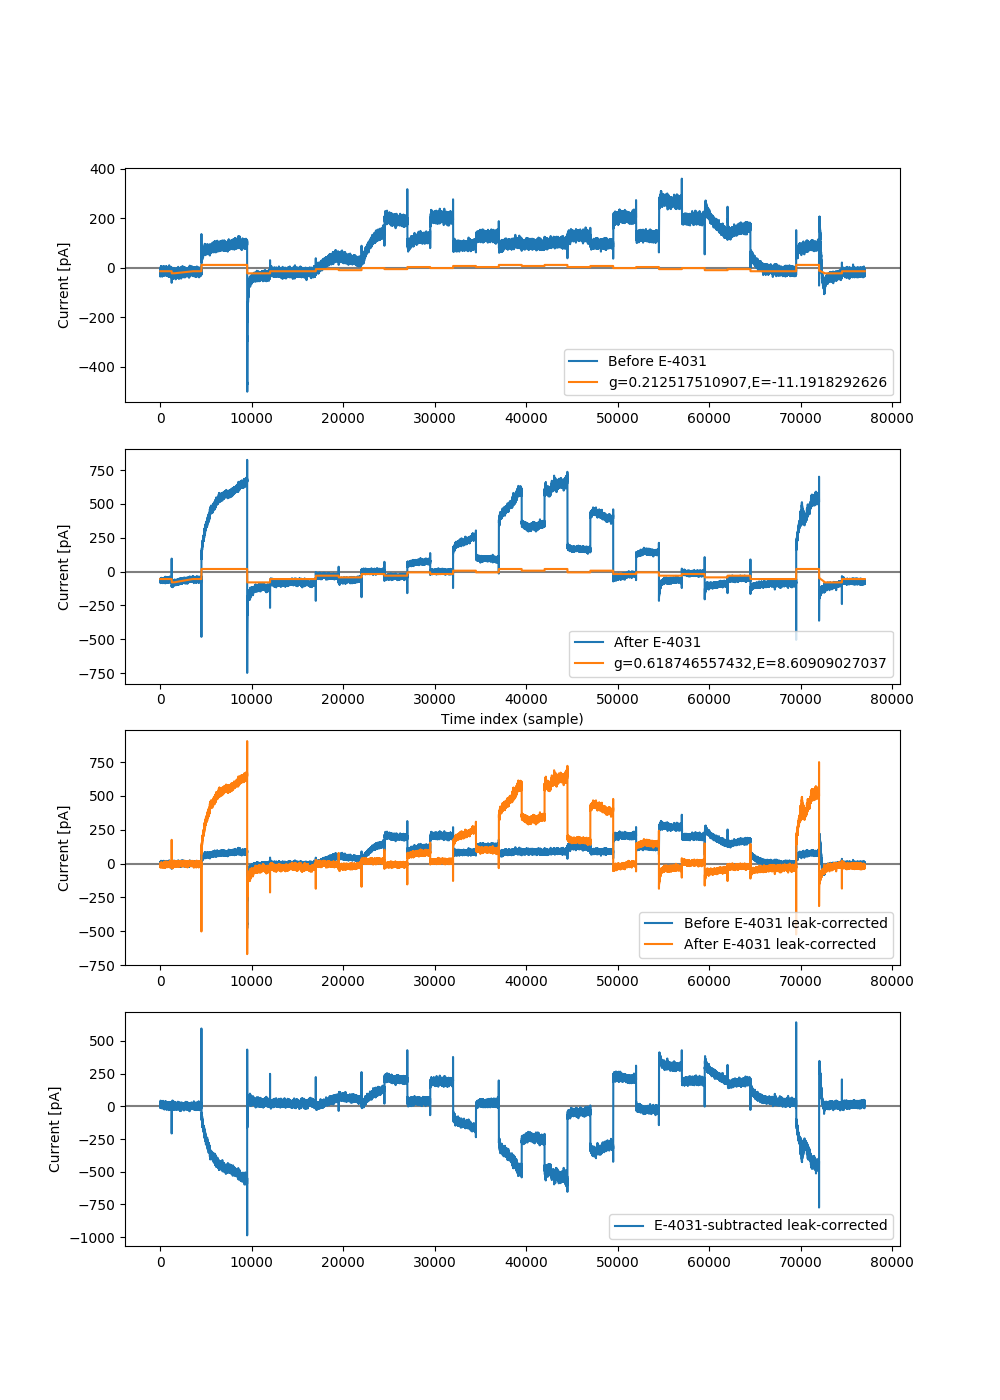 400
200
0
−200
−400
Current [pA]
Before E-4031
g=0.212517510907,E=-11.1918292626
0 10000 20000 30000 40000 50000 60000 70000 80000
750
500
250
0
−250
−500
−750
Current [pA]
After E-4031
g=0.618746557432,E=8.60909027037
0 10000 20000 30000 40000 50000 60000 70000 80000
Time index (sample)
750
500
250
0
−250
−500
−750
Current [pA]
Before E-4031 leak-corrected
After E-4031 leak-corrected
0 10000 20000 30000 40000 50000 60000 70000 80000
500
250
0
−250
−500
−750
−1000
Current [pA]
E-4031-subtracted leak-corrected
0 10000 20000 30000 40000 50000 60000 70000 80000